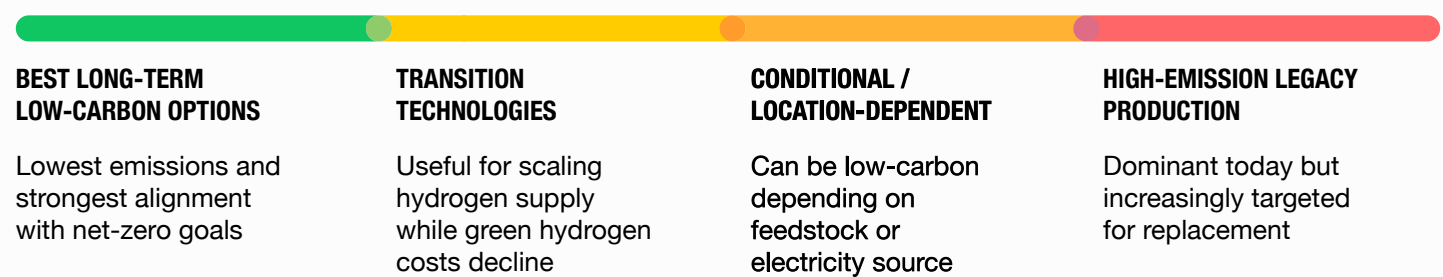 BEST LONG-TERM
LOW-CARBON OPTIONS
Lowest emissions and
strongest alignment
with net-zero goals
TRANSITION
TECHNOLOGIES
Useful for scaling
hydrogen supply
while green hydrogen
costs decline
CONDITIONAL /
LOCATION-DEPENDENT
Can be low-carbon
depending on
feedstock or
electricity source
HIGH-EMISSION LEGACY
PRODUCTION
Dominant today but
increasingly targeted
for replacement